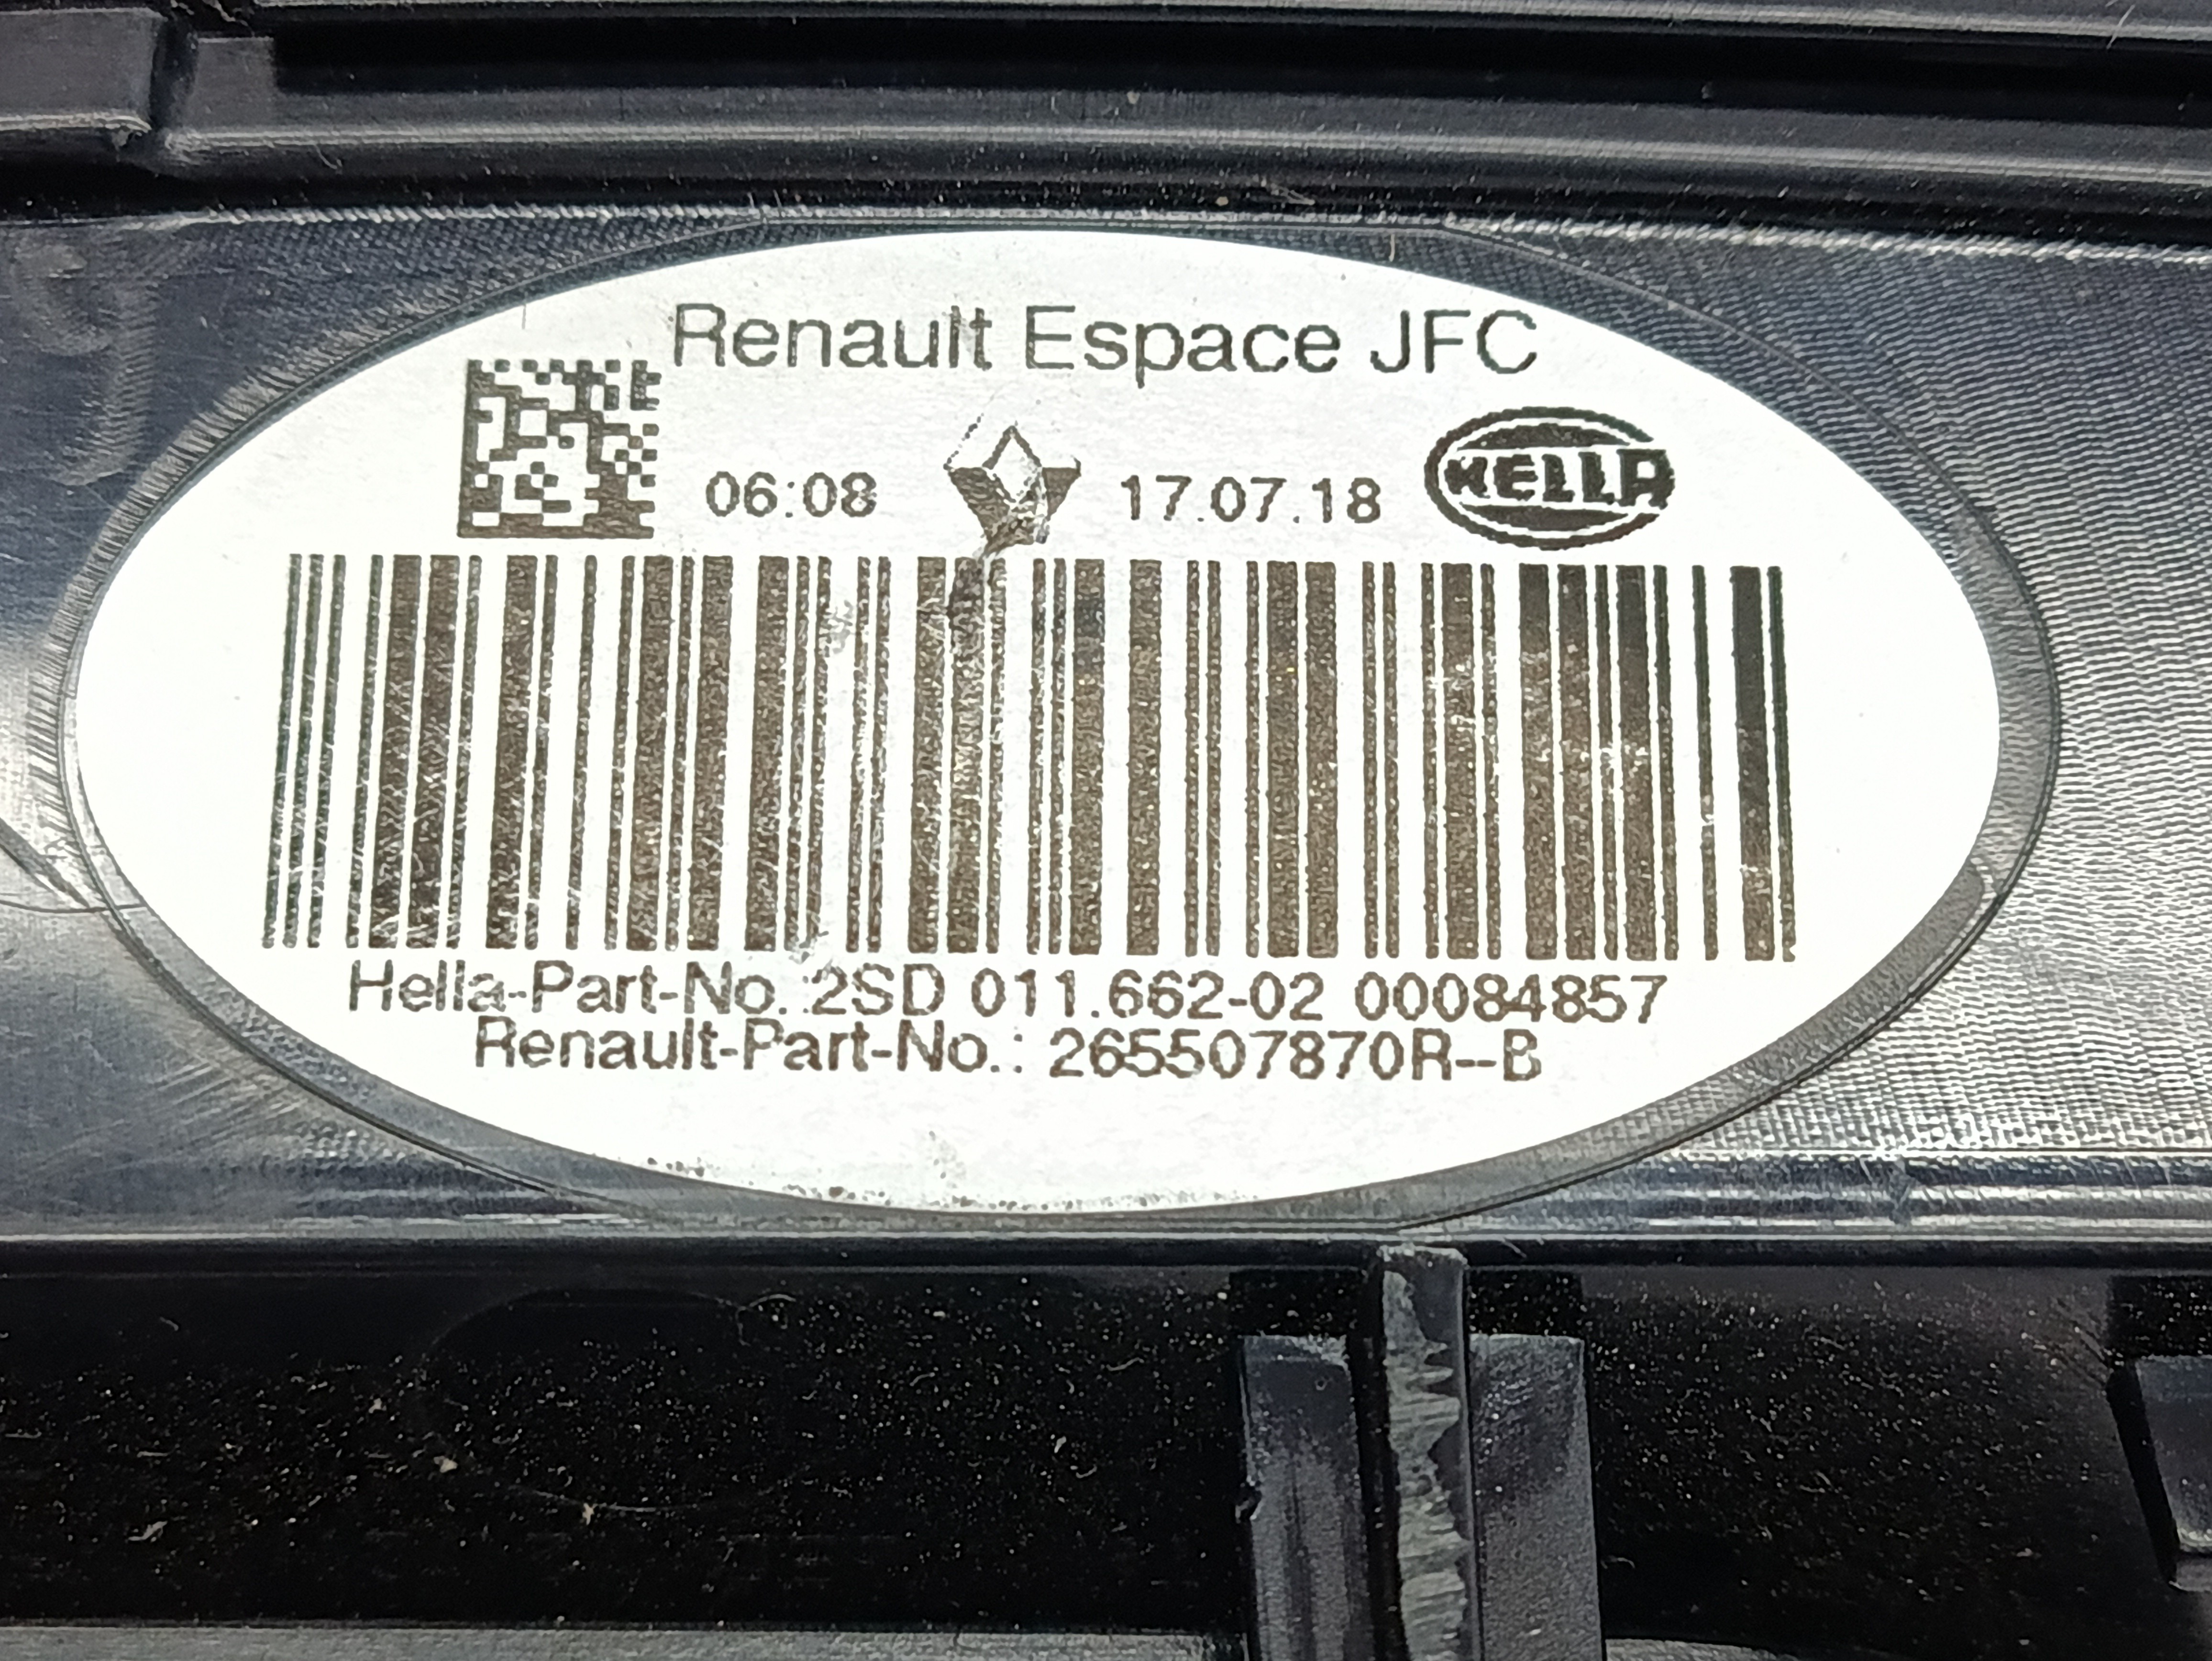 Renault Espace JFC
06:08 17.07.18 HELLA
Hella-Part-No.:2SD 011.662-02 00084857
Renault-Part-No.: 265507870R--B